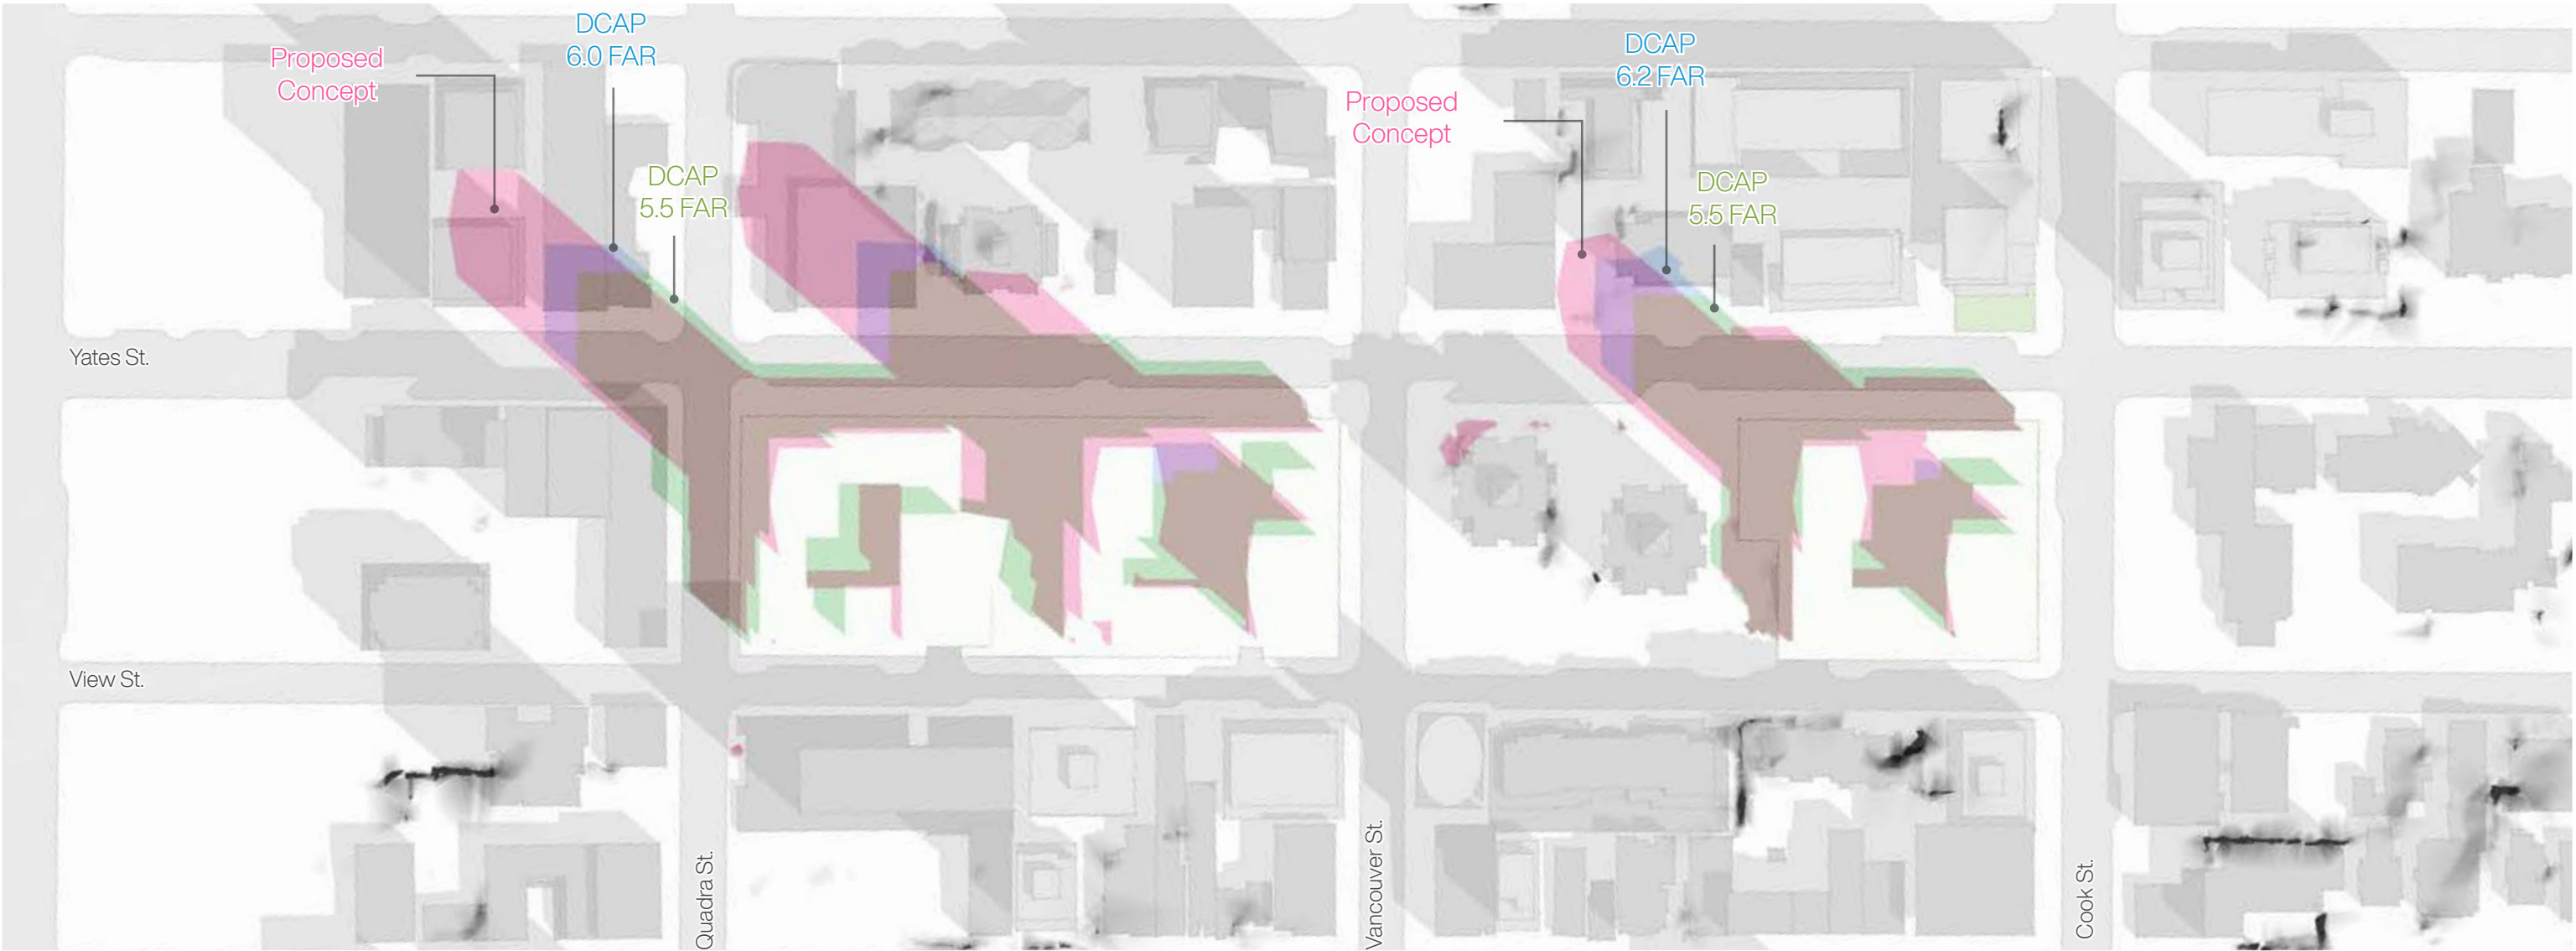 Proposed
Concept
DCAP
6.0 FAR
DCAP
5.5 FAR
Proposed
Concept
DCAP
6.2 FAR
DCAP
5.5 FAR
Yates St.
View St.
Quadra St.
Vancouver St.
Cook St.